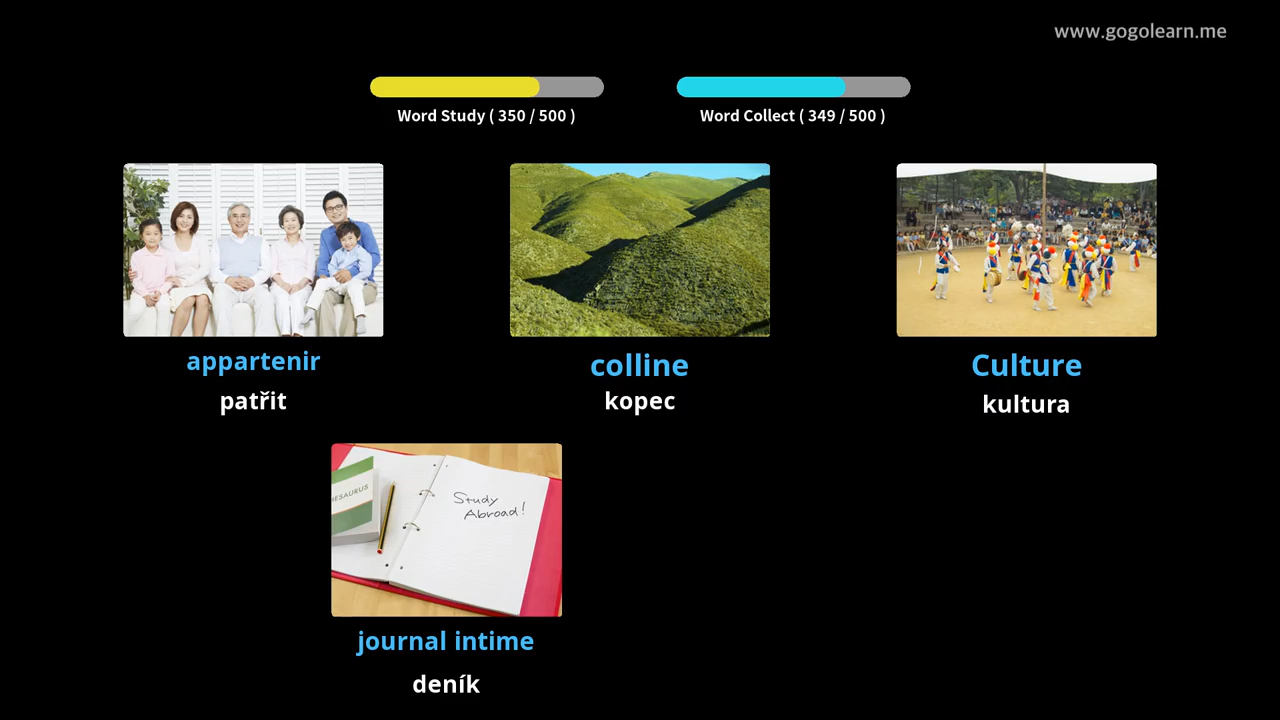 www.gogolearn.me
Word Study ( 350 / 500 )
Word Collect ( 349 / 500 )
appartenir
patřit
colline
kopec
Culture
kultura
HESAURUS
Study
Abroad!
journal intime
deník